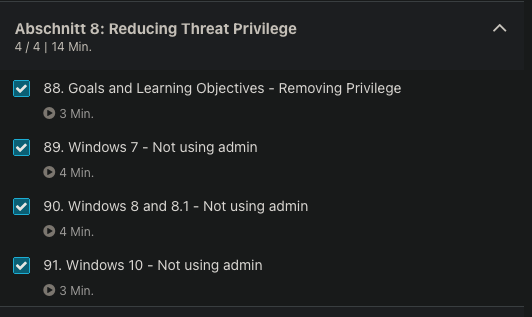 Abschnitt 8: Reducing Threat Privilege
4 / 4 | 14 Min.
88. Goals and Learning Objectives - Removing Privilege
3 Min.
89. Windows 7 - Not using admin
4 Min.
90. Windows 8 and 8.1 - Not using admin
4 Min.
91. Windows 10 - Not using admin
3 Min.